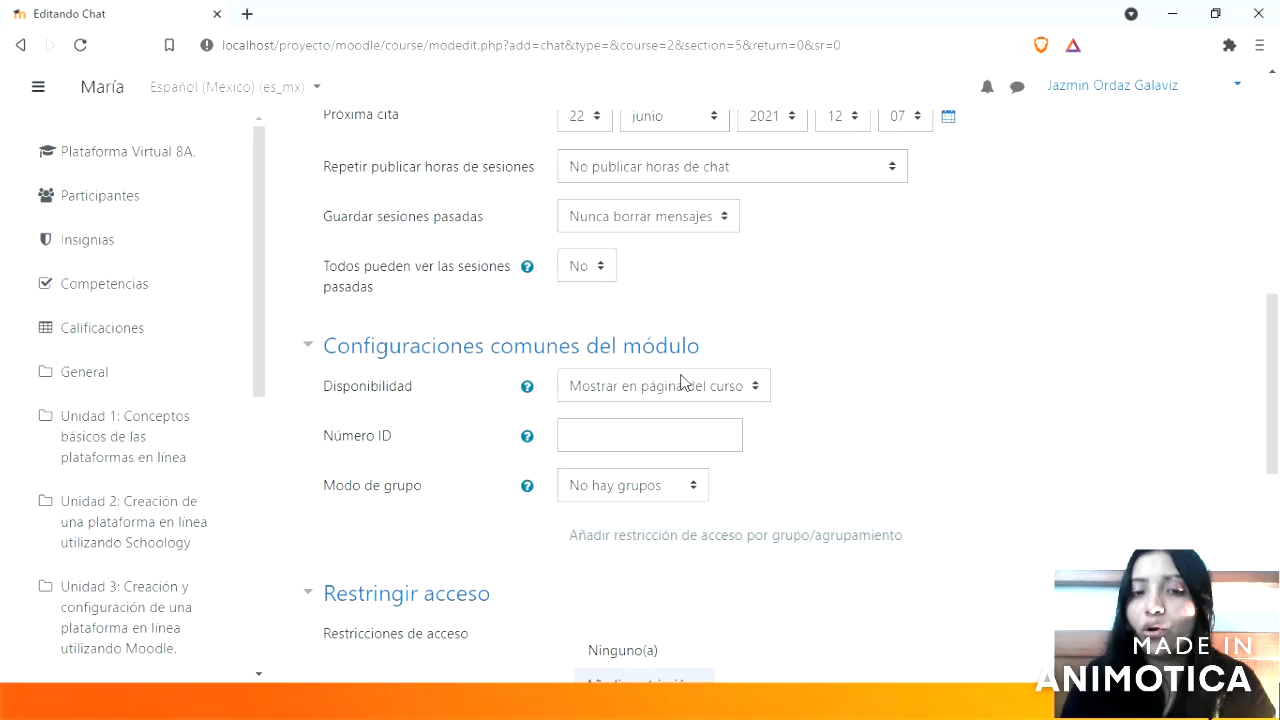 Editando Chat
localhost/proyecto/moodle/course/modedit.php?add=chat&type=&course=2&section=5&return=0&sr=0
María Español (Mexico) (es_mx) Jazmin Ordaz Galaviz
Plataforma Virtual 8A.
Participantes
Insignias
Competencias
Calificaciones
General
Unidad 1: Conceptos
básicos de las
plataformas en línea
Unidad 2: Creación de
una plataforma en línea
utilizando Schoology
Unidad 3: Creación y
configuración de una
plataforma en línea
utilizando Moodle.
Próxima cita 22 junio 2021 12 07
Repetir publicar horas de sesiones No publicar horas de chat
Guardar sesiones pasadas Nunca borrar mensajes
Todos pueden ver las sesiones No
pasadas
Configuraciones comunes del módulo
Disponibilidad Mostrar en página del curso
Número ID
Modo de grupo No hay grupos
Añadir restricción de acceso por grupo/agrupamiento
Restringir acceso
Restricciones de acceso
Ninguno(a)
MADE IN
ANIMOTICA